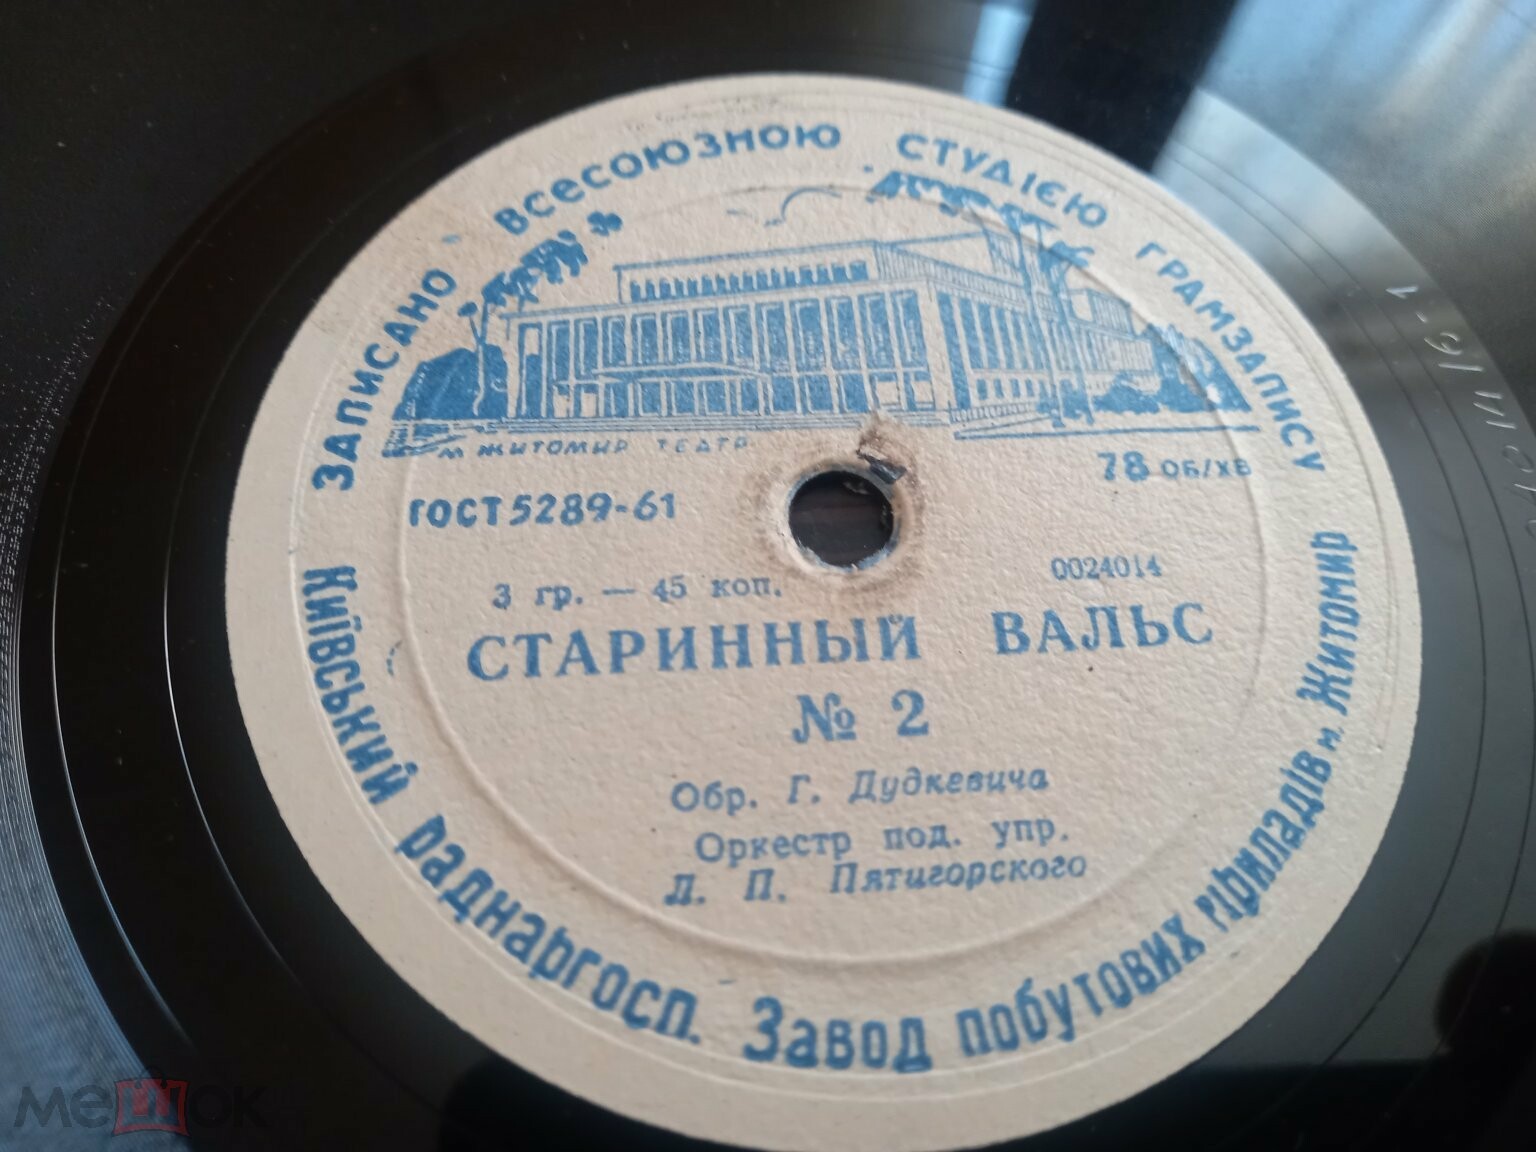 Записано Всесоюзною студією грамзапису
м Житомир театр
ГОСТ 5289-61
78 об/хв
3 гр. — 45 коп.
0024014
СТАРИННЫЙ ВАЛЬС
№ 2
Обр. Г. Дудкевича
Оркестр под. упр.
Л. П. Пятигорского
Київський раднаргосп. Завод побутових приладів м. Житомир
мешок